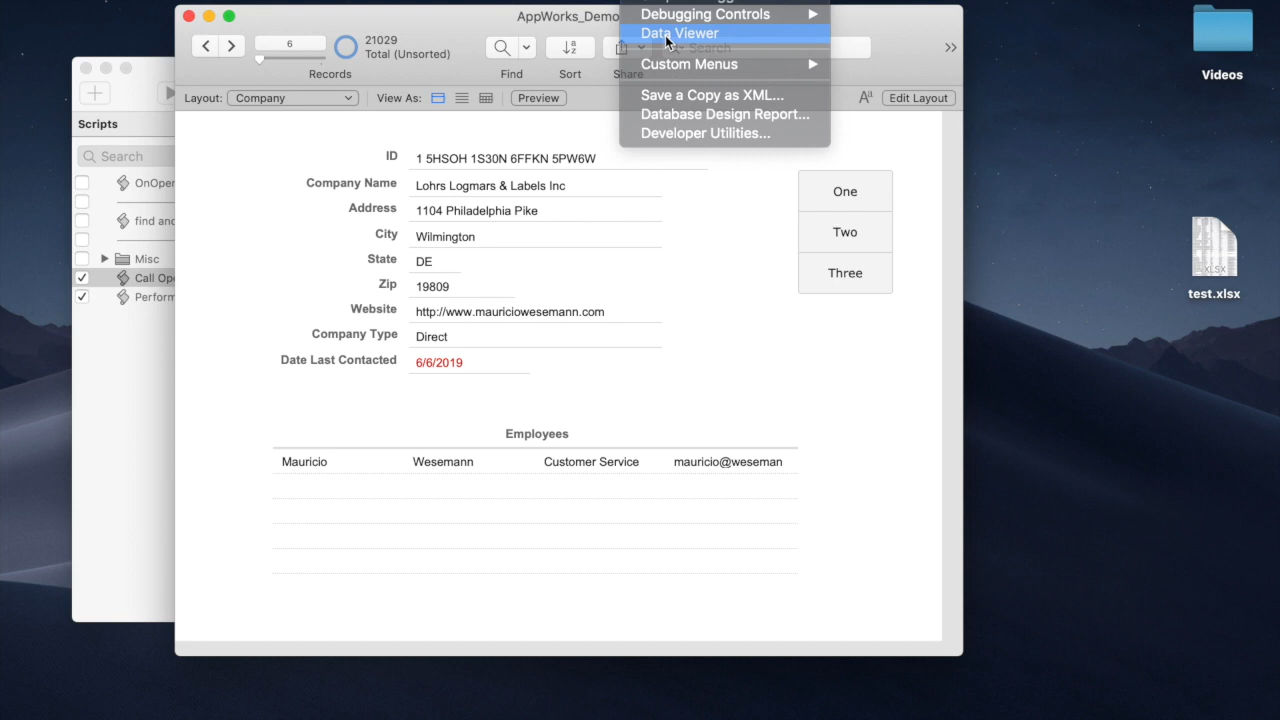 AppWorks_Demo
Debugging Controls
Data Viewer
Custom Menus
Save a Copy as XML...
Database Design Report...
Developer Utilities...
6
21029
Total (Unsorted)
Records
Find
Sort
Share
Search
Layout:
Company
View As:
Preview
Aa
Edit Layout
Scripts
Search
OnOpen
find and
Misc
Call Ope
Perform
ID
1 5HSOH 1S30N 6FFKN 5PW6W
Company Name
Lohrs Logmars & Labels Inc
Address
1104 Philadelphia Pike
City
Wilmington
State
DE
Zip
19809
Website
http://www.mauriciowesemann.com
Company Type
Direct
Date Last Contacted
6/6/2019
One
Two
Three
Employees
Mauricio Wesemann Customer Service mauricio@weseman
Videos
XLSX
test.xlsx